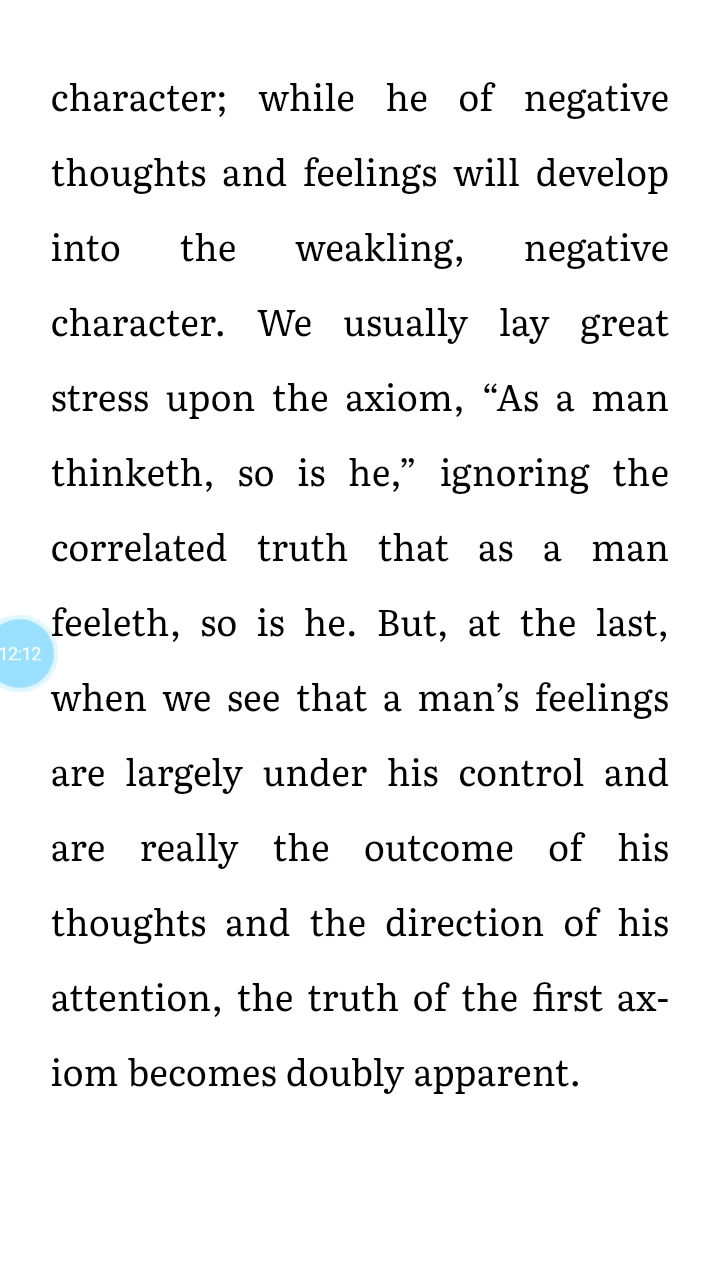 character; while he of negative
thoughts and feelings will develop
into the weakling, negative
character. We usually lay great
stress upon the axiom, “As a man
thinketh, so is he,” ignoring the
correlated truth that as a man
feeleth, so is he. But, at the last,
12:12
when we see that a man’s feelings
are largely under his control and
are really the outcome of his
thoughts and the direction of his
attention, the truth of the first ax-
iom becomes doubly apparent.